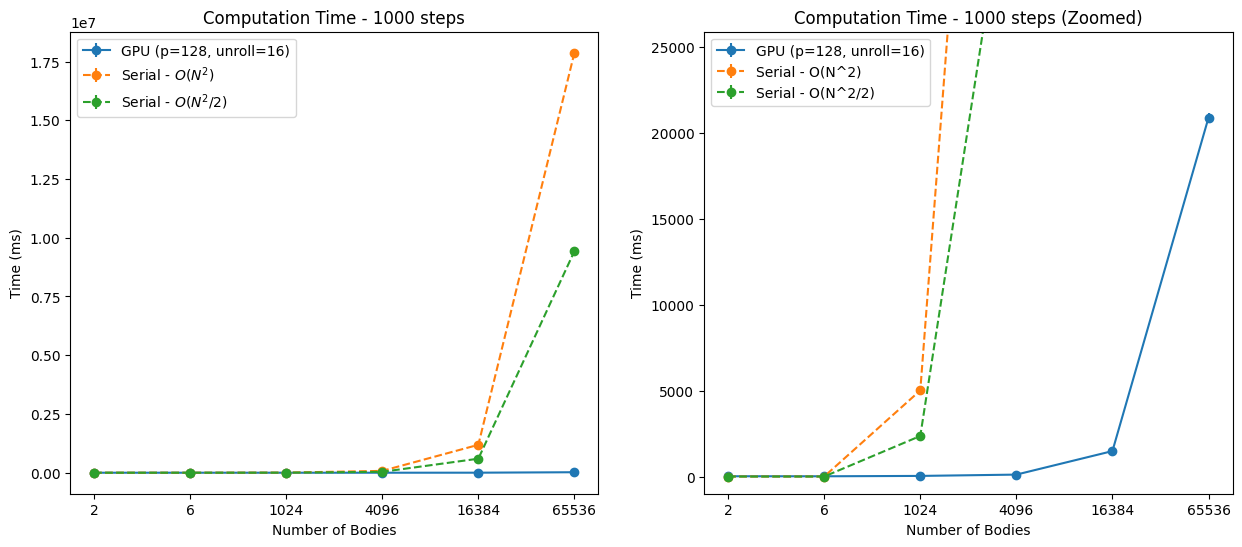 Computation Time - 1000 steps
1e7
GPU (p=128, unroll=16)
Serial - O(N²)
Serial - O(N²/2)
1.75
1.50
1.25
1.00
0.75
0.50
0.25
0.00
Time (ms)
2 6 1024 4096 16384 65536
Number of Bodies
Computation Time - 1000 steps (Zoomed)
GPU (p=128, unroll=16)
Serial - O(N^2)
Serial - O(N^2/2)
25000
20000
15000
10000
5000
0
Time (ms)
2 6 1024 4096 16384 65536
Number of Bodies